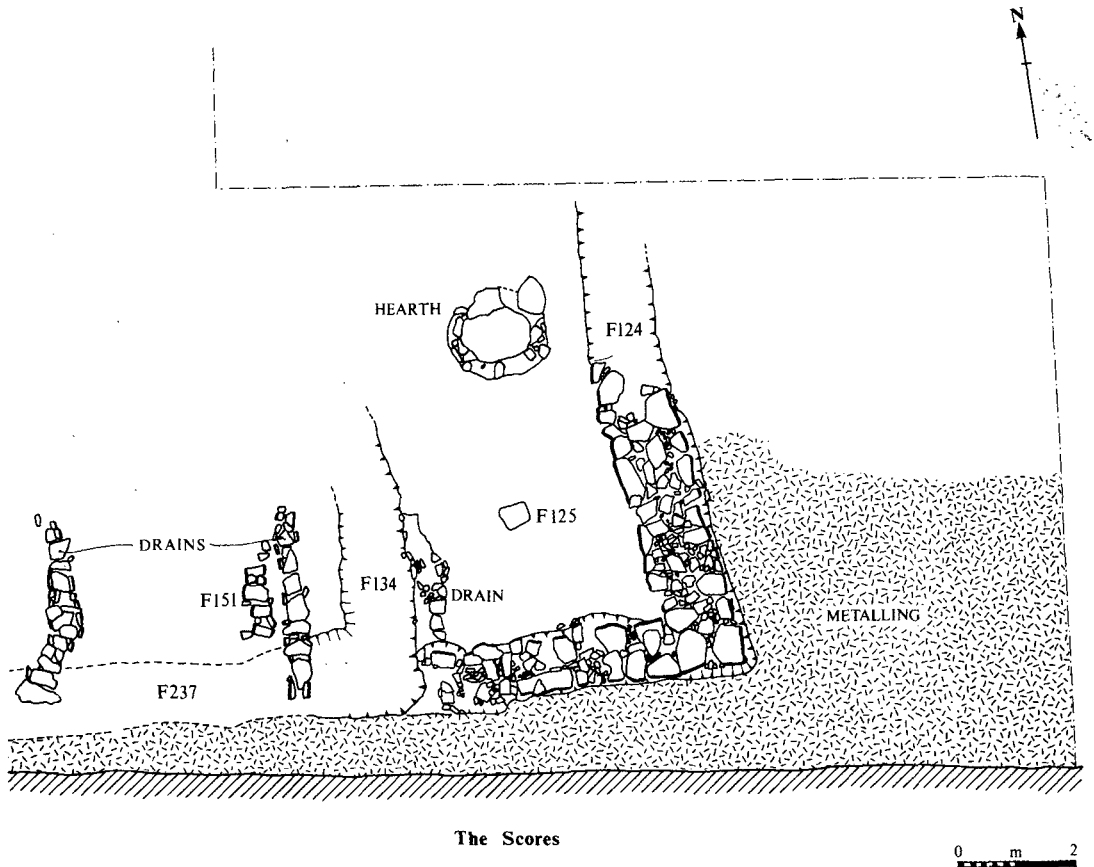 N
HEARTH
F124
F125
DRAINS
F134
F151
DRAIN
METALLING
F237
The Scores
0 m 2